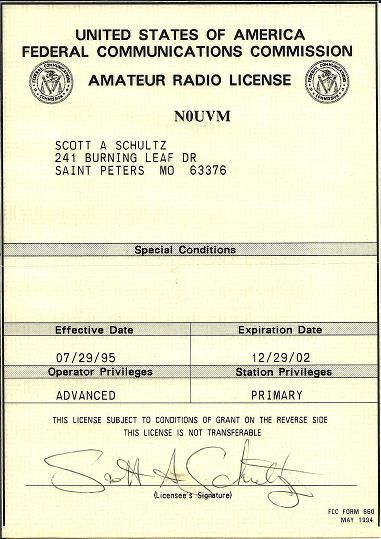 UNITED STATES OF AMERICA
FEDERAL COMMUNICATIONS COMMISSION
AMATEUR RADIO LICENSE
N0UVM
SCOTT A SCHULTZ
241 BURNING LEAF DR
SAINT PETERS MO 63376
Special Conditions
Effective Date Expiration Date
07/29/95 12/29/02
Operator Privileges Station Privileges
ADVANCED PRIMARY
THIS LICENSE SUBJECT TO CONDITIONS OF GRANT ON THE REVERSE SIDE
THIS LICENSE IS NOT TRANSFERABLE
Scott A Schultz
(Licensee's Signature)
FCC FORM 660
MAY 1994